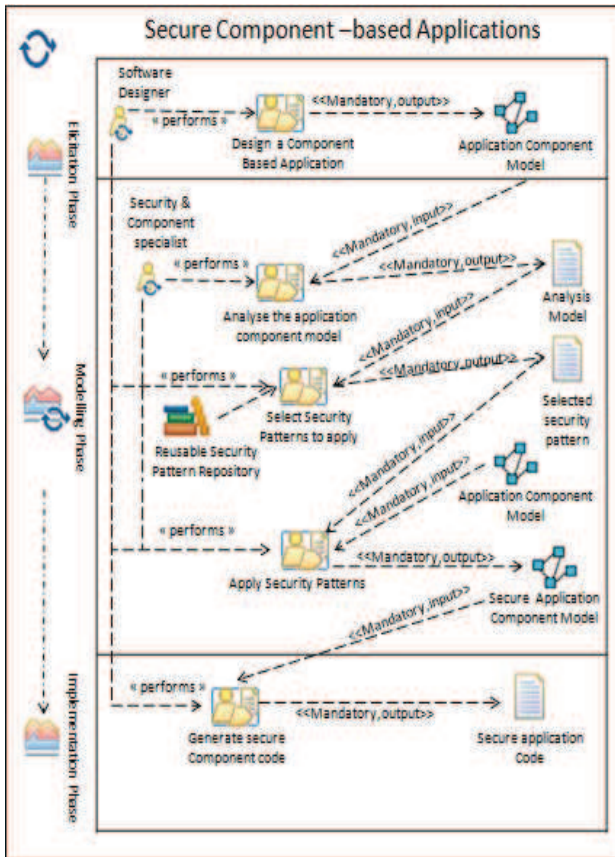 Secure Component –based Applications
Elicitation Phase
Software
Designer
« performs »
<<Mandatory,output>>
Design a Component
Based Application
Application Component
Model
Modelling Phase
Security &
Component
specialist
<<Mandatory,input>>
« performs »
<<Mandatory,output>>
Analyse the application
component model
Analysis
Model
<<Mandatory,input>>
« performs »
<<Mandatory,output>>
Select Security
Patterns to apply
Selected
security
pattern
Reusable Security
Pattern Repository
<<Mandatory,input>>
<<Mandatory,input>>
Application Component
Model
« performs »
<<Mandatory,output>>
Apply Security Patterns
Secure Application
Component Model
<<Mandatory,input>>
Implementation Phase
« performs »
<<Mandatory,output>>
Generate secure
Component code
Secure application
Code